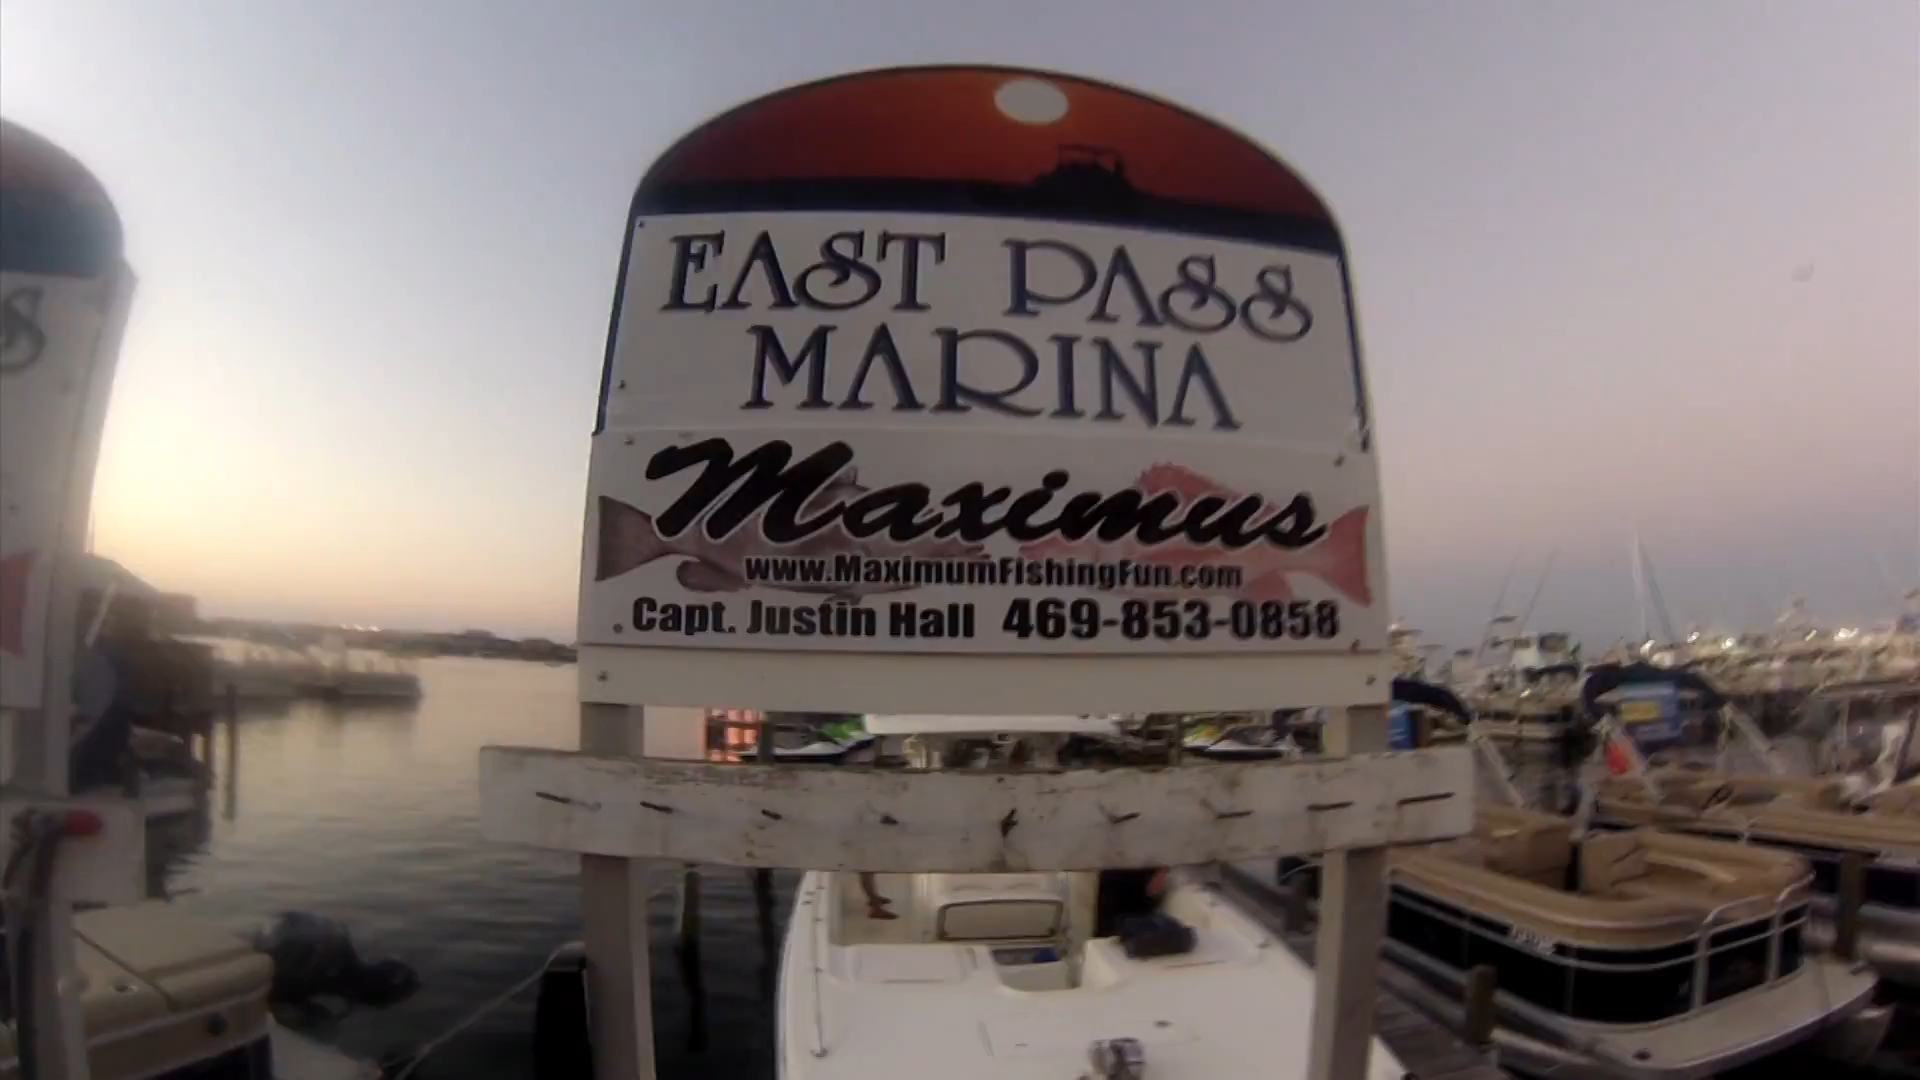 EAST PASS
MARINA
Maximus
www.MaximumFishingFun.com
Capt. Justin Hall 469-853-0858
S